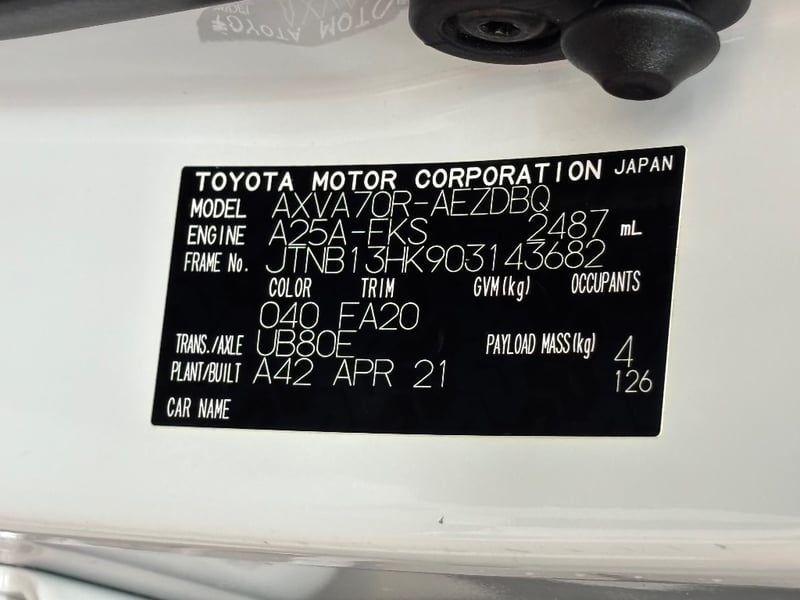 TOYOTA MOTOR CORPORATION JAPAN
MODEL AXVA70R-AEZDBQ
ENGINE A25A-FKS 2487 mL
FRAME No. JTNB13HK903143682
COLOR TRIM GVM(kg) OCCUPANTS
040 FA20
TRANS./AXLE UB80E PAYLOAD MASS(kg) 4
PLANT/BUILT A42 APR 21 126
CAR NAME